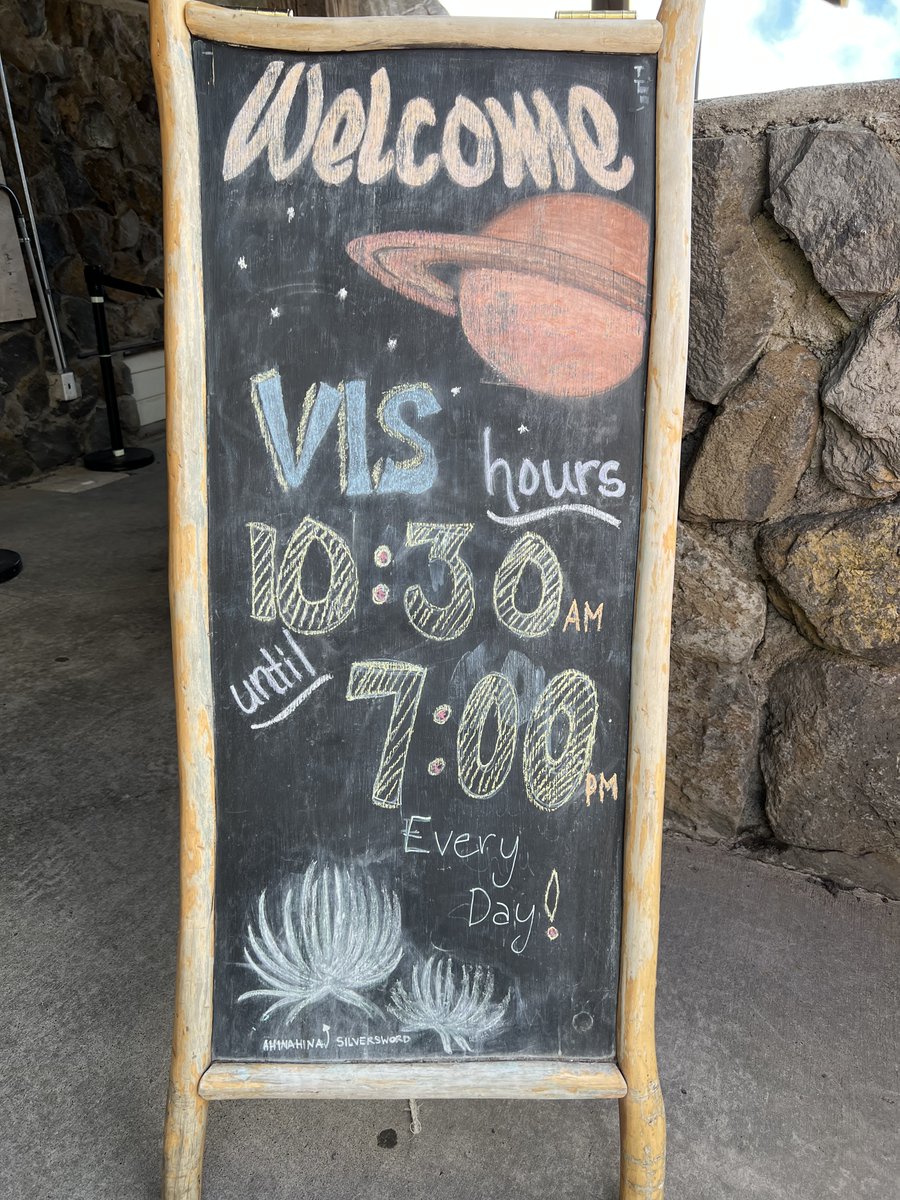 Welcome
VIS hours
10:30 AM
until
7:00 PM
Every
Day!
AHINAHINA SILVERSWORD